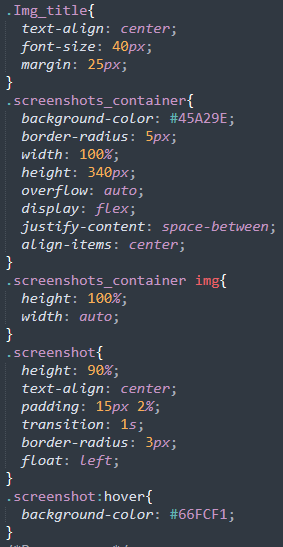 .Img_title{
text-align: center;
font-size: 40px;
margin: 25px;
}
.screenshots_container{
background-color: #45A29E;
border-radius: 5px;
width: 100%;
height: 340px;
overflow: auto;
display: flex;
justify-content: space-between;
align-items: center;
}
.screenshots_container img{
height: 100%;
width: auto;
}
.screenshot{
height: 90%;
text-align: center;
padding: 15px 2%;
transition: 1s;
border-radius: 3px;
float: left;
}
.screenshot:hover{
background-color: #66FCF1;
}